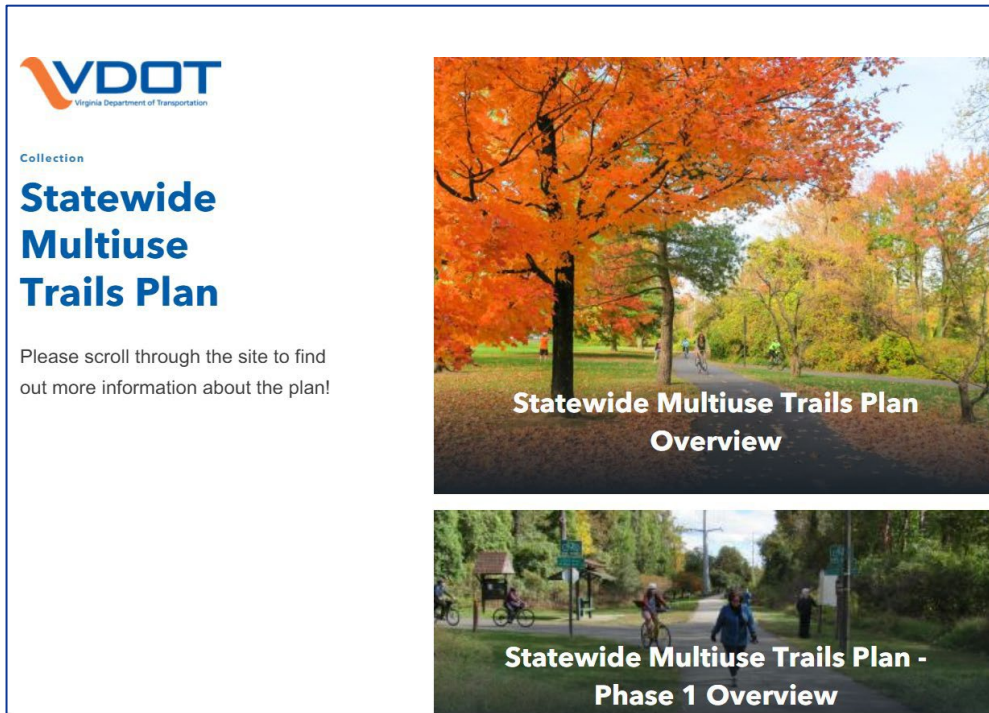 VDOT
Virginia Department of Transportation
Collection
Statewide
Multiuse
Trails Plan
Please scroll through the site to find
out more information about the plan!
Statewide Multiuse Trails Plan
Overview
Statewide Multiuse Trails Plan -
Phase 1 Overview